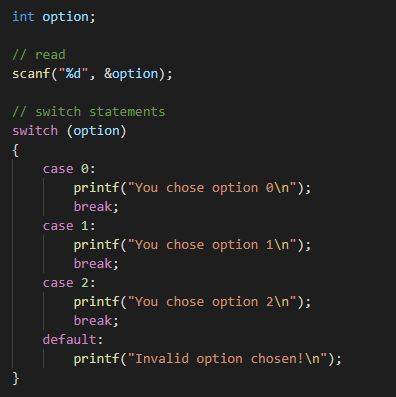 int option;
// read
scanf("%d", &option);
// switch statements
switch (option)
{
    case 0:
        printf("You chose option 0\n");
        break;
    case 1:
        printf("You chose option 1\n");
        break;
    case 2:
        printf("You chose option 2\n");
        break;
    default:
        printf("Invalid option chosen!\n");
}